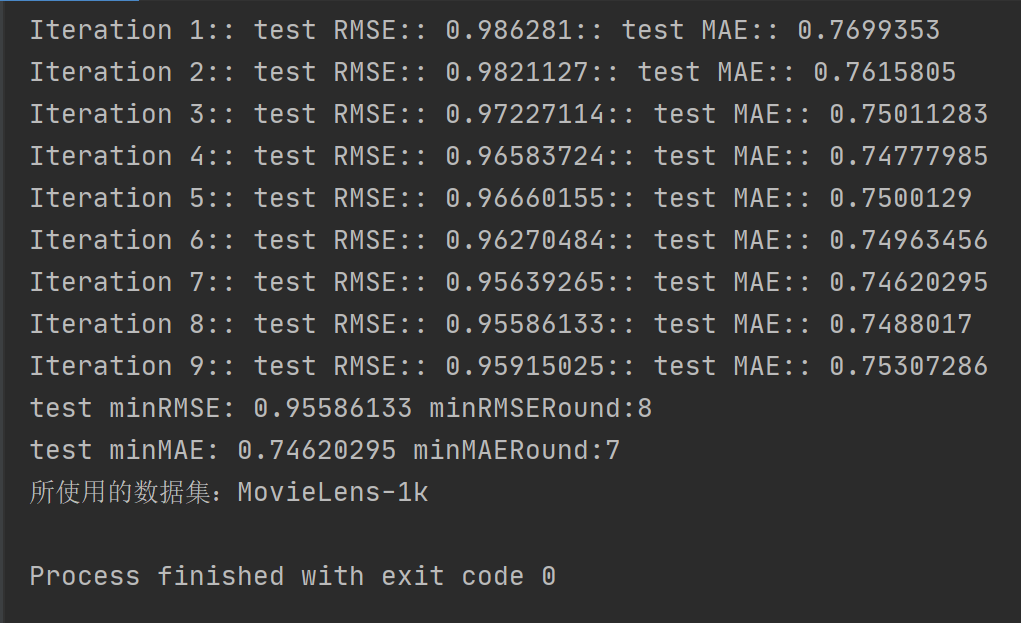 Iteration 1:: test RMSE:: 0.986281:: test MAE:: 0.7699353
Iteration 2:: test RMSE:: 0.9821127:: test MAE:: 0.7615805
Iteration 3:: test RMSE:: 0.97227114:: test MAE:: 0.75011283
Iteration 4:: test RMSE:: 0.96583724:: test MAE:: 0.74777985
Iteration 5:: test RMSE:: 0.96660155:: test MAE:: 0.7500129
Iteration 6:: test RMSE:: 0.96270484:: test MAE:: 0.74963456
Iteration 7:: test RMSE:: 0.95639265:: test MAE:: 0.74620295
Iteration 8:: test RMSE:: 0.95586133:: test MAE:: 0.7488017
Iteration 9:: test RMSE:: 0.95915025:: test MAE:: 0.75307286
test minRMSE: 0.95586133 minRMSERound:8
test minMAE: 0.74620295 minMAERound:7
所使用的数据集：MovieLens-1k
Process finished with exit code 0